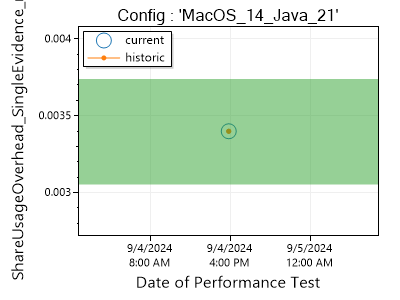 Config : 'MacOS_14_Java_21'
current
historic
0.004
0.0035
0.003
ShareUsageOverhead_SingleEvidence_
9/4/2024
8:00 AM
9/4/2024
4:00 PM
9/5/2024
12:00 AM
Date of Performance Test